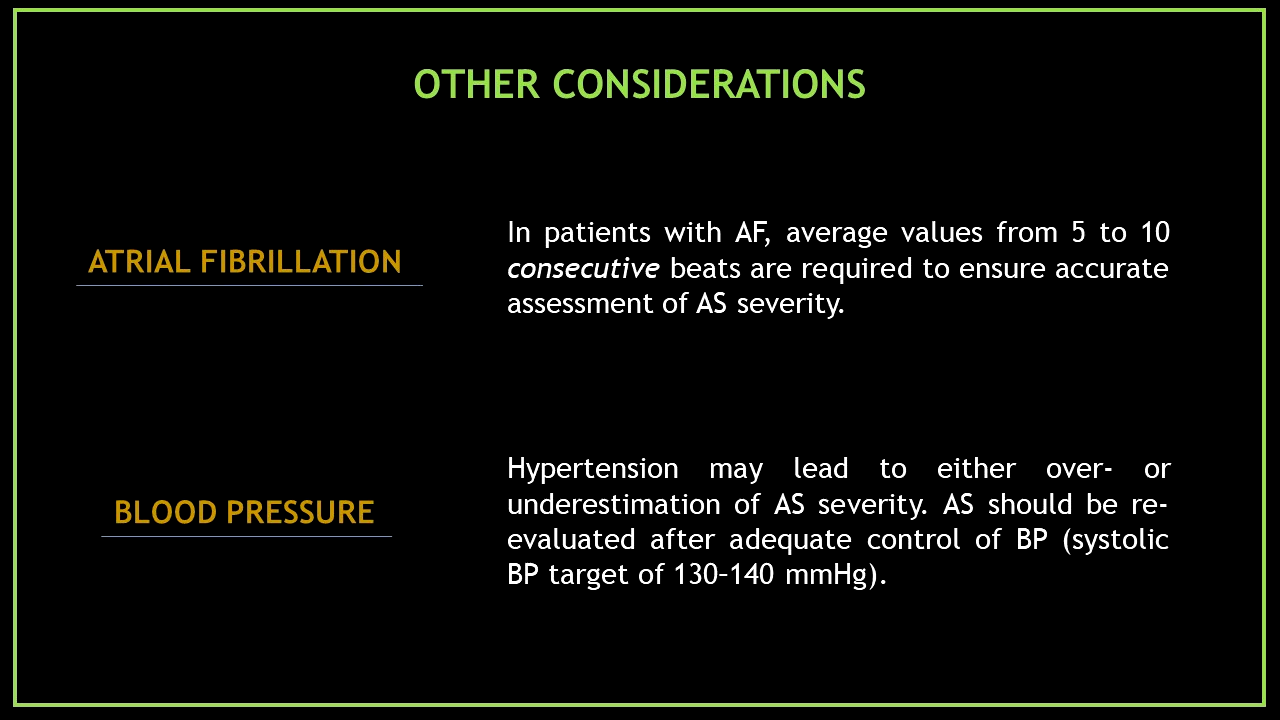 OTHER CONSIDERATIONS
ATRIAL FIBRILLATION
In patients with AF, average values from 5 to 10
consecutive beats are required to ensure accurate
assessment of AS severity.
BLOOD PRESSURE
Hypertension may lead to either over- or
underestimation of AS severity. AS should be re-
evaluated after adequate control of BP (systolic
BP target of 130–140 mmHg).